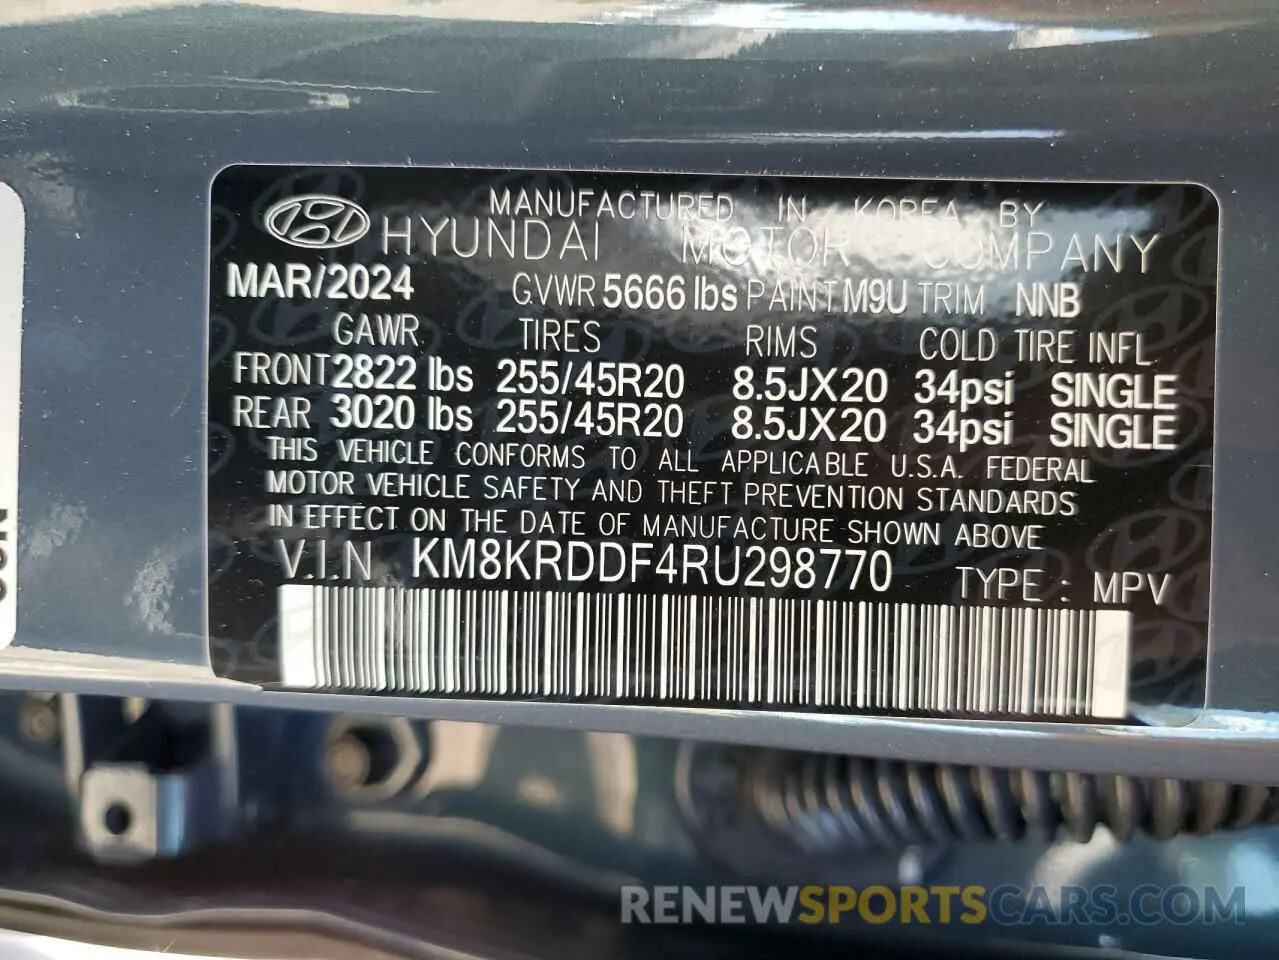 MANUFACTURED IN KOREA BY
HYUNDAI MOTOR COMPANY
MAR/2024 GVWR 5666 lbs PAINT M9U TRIM NNB
GAWR TIRES RIMS COLD TIRE INFL
FRONT 2822 lbs 255/45R20 8.5JX20 34psi SINGLE
REAR 3020 lbs 255/45R20 8.5JX20 34psi SINGLE
THIS VEHICLE CONFORMS TO ALL APPLICABLE U.S.A. FEDERAL
MOTOR VEHICLE SAFETY AND THEFT PREVENTION STANDARDS
IN EFFECT ON THE DATE OF MANUFACTURE SHOWN ABOVE
V.I.N KM8KRDDF4RU298770 TYPE : MPV
RENEWSPORTSCARS.COM